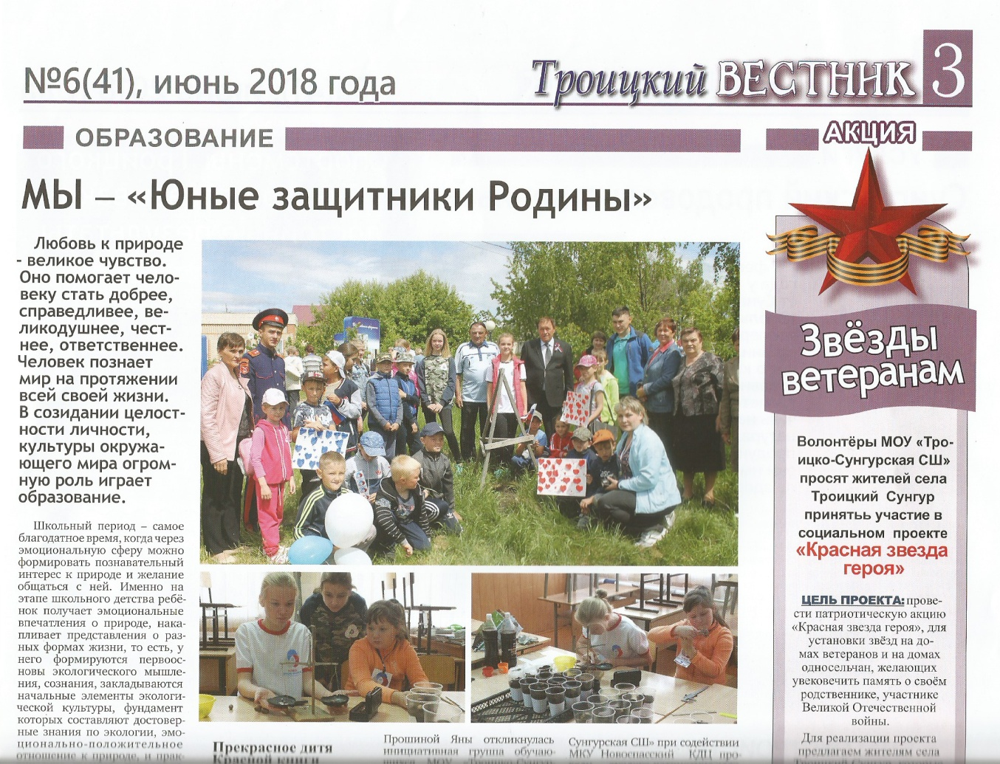 №6(41), июнь 2018 года
Троицкий ВЕСТНИК 3
ОБРАЗОВАНИЕ
МЫ – «Юные защитники Родины»
Любовь к природе
- великое чувство.
Оно помогает чело-
веку стать добрее,
справедливее, ве-
ликодушнее, чест-
нее, ответственнее.
Человек познает
мир на протяжении
всей своей жизни.
В созидании целост-
ности личности,
культуры окружа-
ющего мира огром-
ную роль играет
образование.
Школьный период – самое
благодатное время, когда через
эмоциональную сферу можно
формировать познавательный
интерес к природе и желание
общаться с ней. Именно на
этапе школьного детства ребё-
нок получает эмоциональные
впечатления о природе, нака-
пливает представления о раз-
ных формах жизни, то есть, у
него формируются первоос-
новы экологического мышле-
ния, сознания, закладываются
начальные элементы экологи-
ческой культуры, фундамент
которых составляют достовер-
ные знания по экологии, эмо-
ционально-положительное
отношение к природе, и прак-
Прекрасное дитя
Красной книги
Прошиной Яны откликнулась
инициативная группа обучаю-
Сунгурская СШ» при содействии
МКУ Новоспасский КДЦ про-
АКЦИЯ
Звёзды
ветеранам
Волонтёры МОУ «Тро-
ицко-Сунгурская СШ»
просят жителей села
Троицкий Сунгур
принятьь участие в
социальном проекте
«Красная звезда
героя»
ЦЕЛЬ ПРОЕКТА: прове-
сти патриотическую акцию
«Красная звезда героя», для
установки звёзд на до-
мах ветеранов и на домах
односельчан, желающих
увековечить память о своём
родственнике, участнике
Великой Отечественной
войны.
Для реализации проекта
предлагаем жителям села